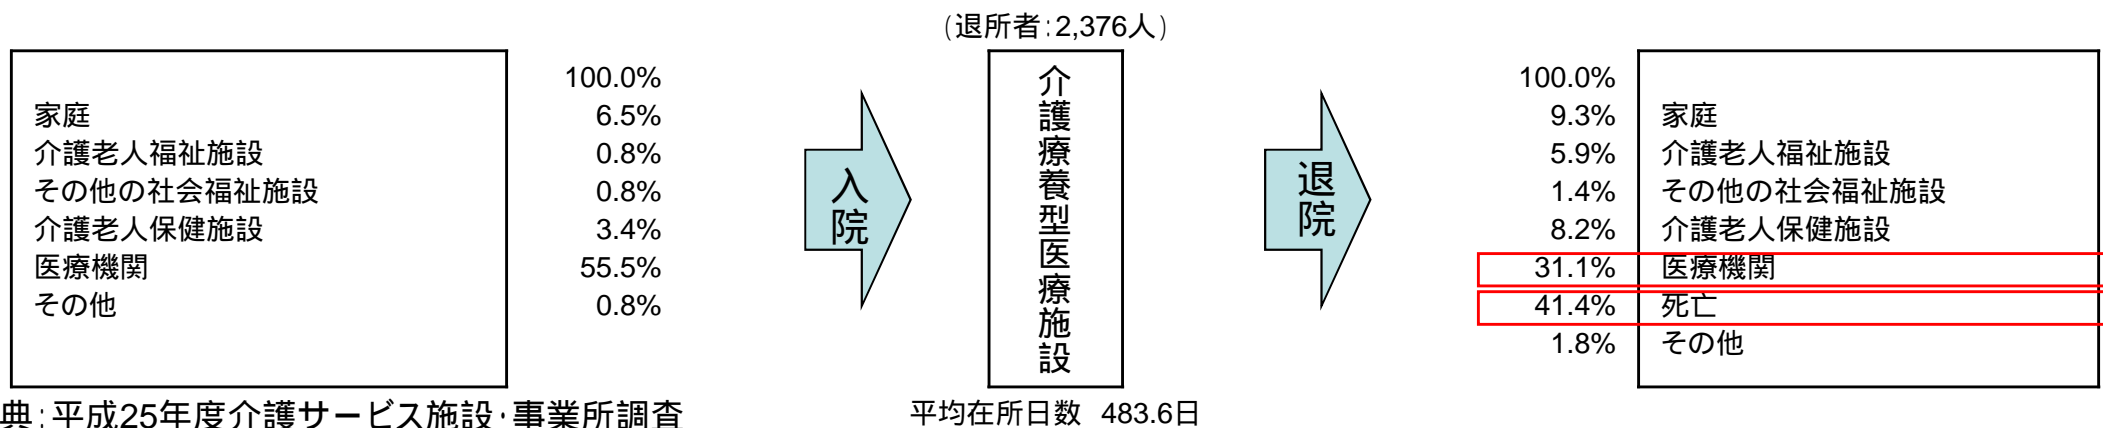 (退所者:2,376人)
100.0%
家庭 6.5%
介護老人福祉施設 0.8%
その他の社会福祉施設 0.8%
介護老人保健施設 3.4%
医療機関 55.5%
その他 0.8%
入院
介護療養型医療施設
退院
100.0%
9.3% 家庭
5.9% 介護老人福祉施設
1.4% その他の社会福祉施設
8.2% 介護老人保健施設
31.1% 医療機関
41.4% 死亡
1.8% その他
典:平成25年度介護サービス施設・事業所調査
平均在所日数 483.6日